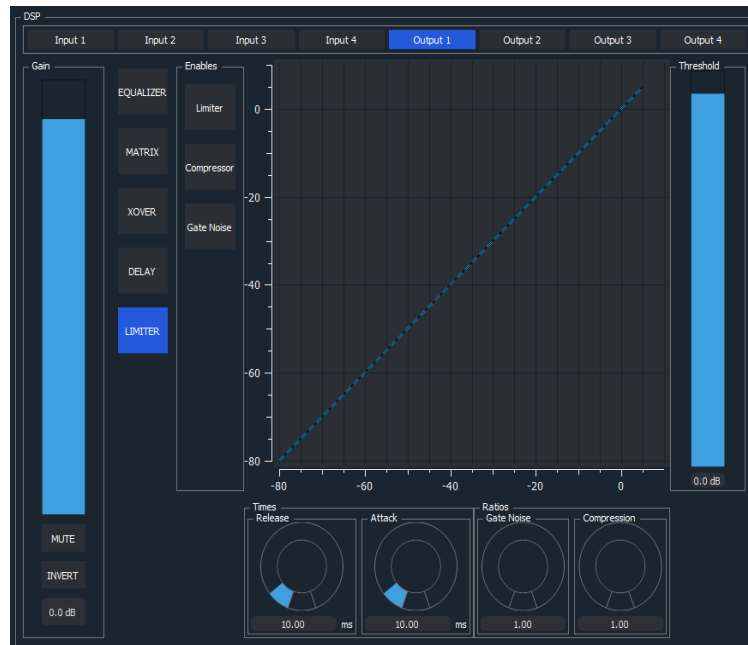 DSP
Input 1
Input 2
Input 3
Input 4
Output 1
Output 2
Output 3
Output 4
Gain
MUTE
INVERT
0.0 dB
EQUALIZER
MATRIX
XOVER
DELAY
LIMITER
Enables
Limiter
Compressor
Gate Noise
0
-20
-40
-60
-80
-80
-60
-40
-20
0
Threshold
0.0 dB
Times
Release
10.00 ms
Attack
10.00 ms
Ratios
Gate Noise
1.00
Compression
1.00